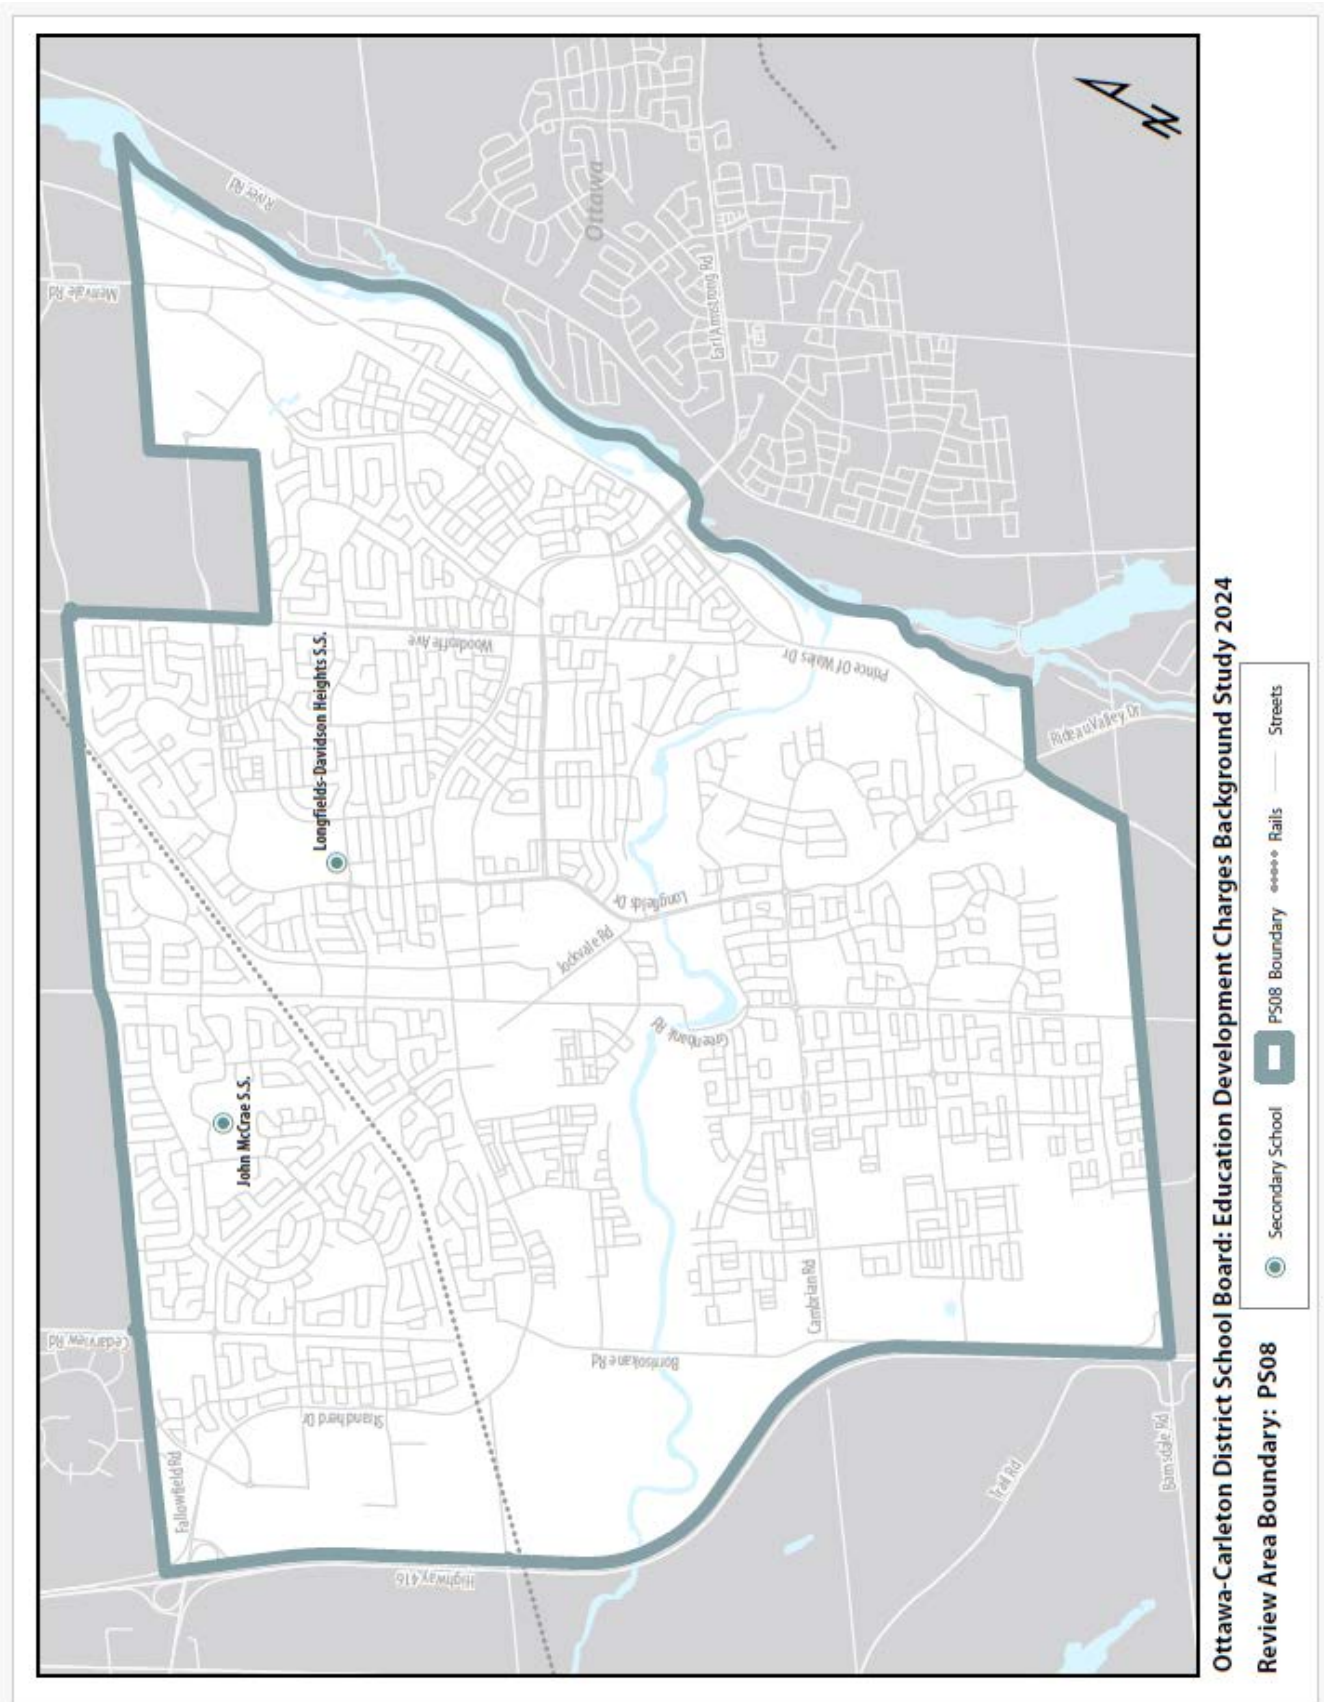 Merivale Rd
River Rd
Ottawa
Earl Armstrong Rd
Woodroffe Ave
Longfields-Davidson Heights S.S.
Prince Of Wales Dr
Rideau Valley Dr
Longfields Dr
Jockvale Rd
Greenbank Rd
John McCrae S.S.
Cedarview Rd
Fallowfield Rd
Strandherd Dr
Borrisokane Rd
Cambrian Rd
Highway 416
Trail Rd
Barnsdale Rd
N
Ottawa-Carleton District School Board: Education Development Charges Background Study 2024
Review Area Boundary: PS08
Secondary School
PS08 Boundary
Rails
Streets